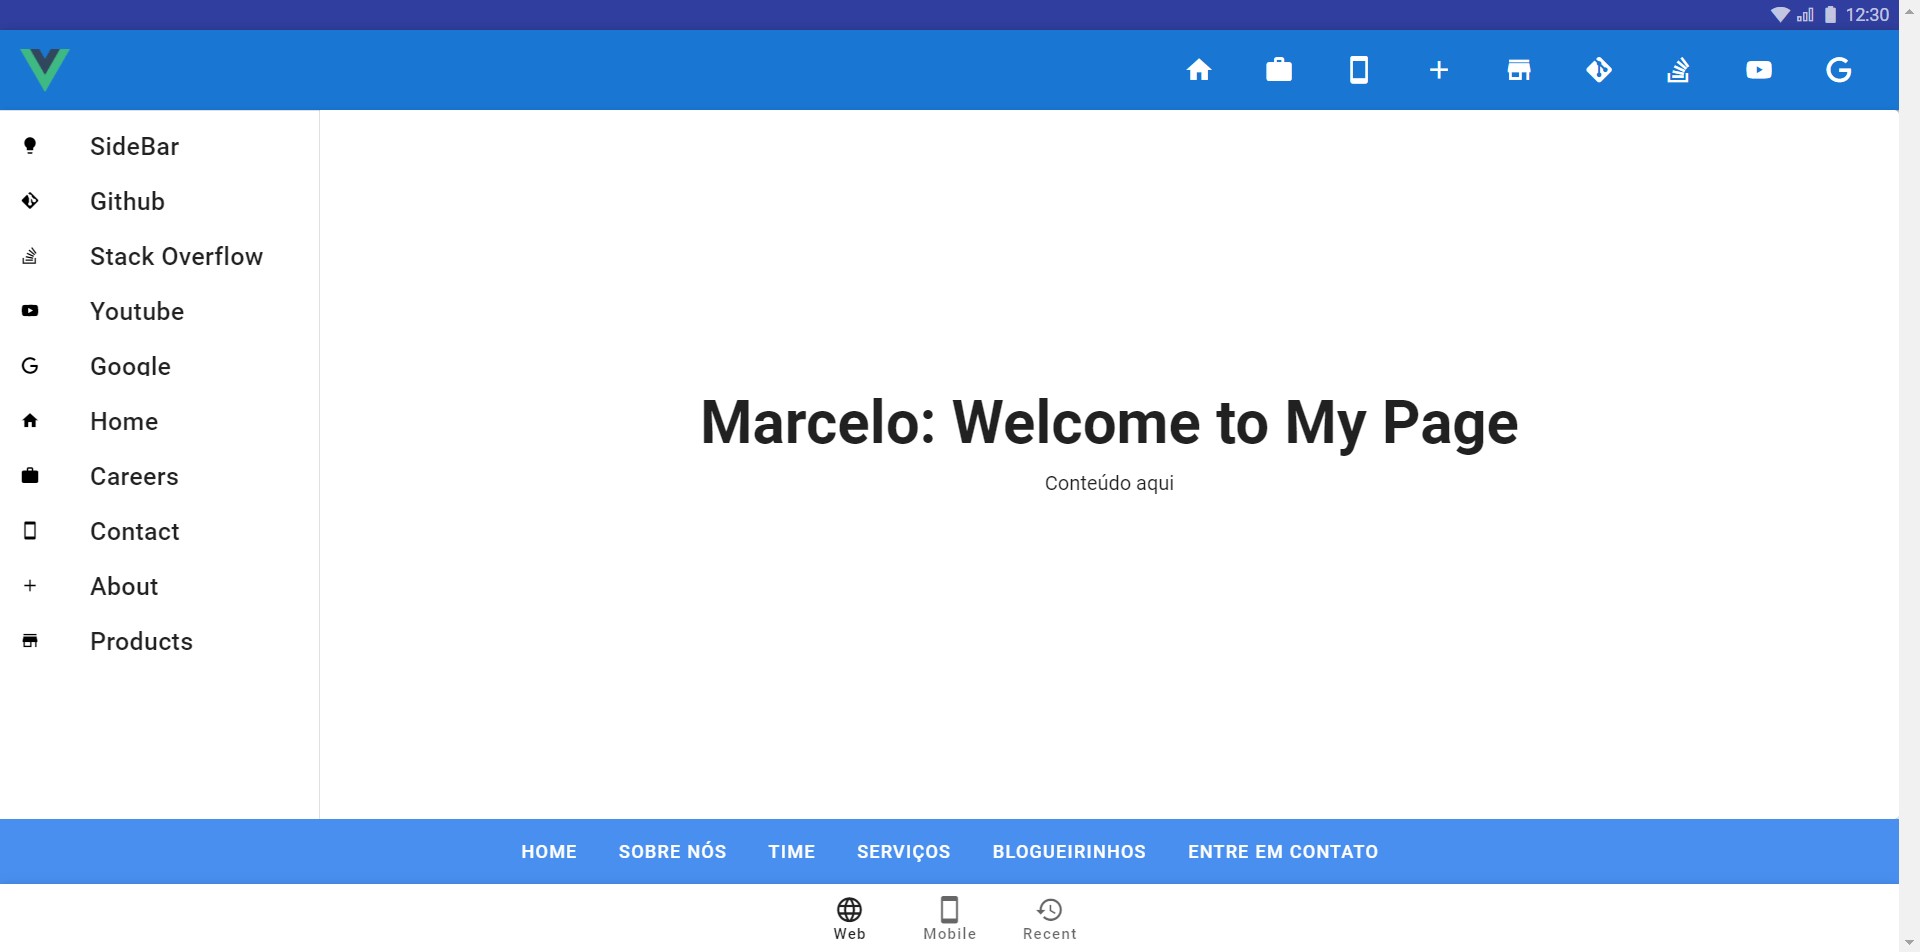 12:30
SideBar
Github
Stack Overflow
Youtube
Google
Home
Careers
Contact
About
Products
Marcelo: Welcome to My Page
Conteúdo aqui
HOME SOBRE NÓS TIME SERVIÇOS BLOGUEIRINHOS ENTRE EM CONTATO
Web Mobile Recent